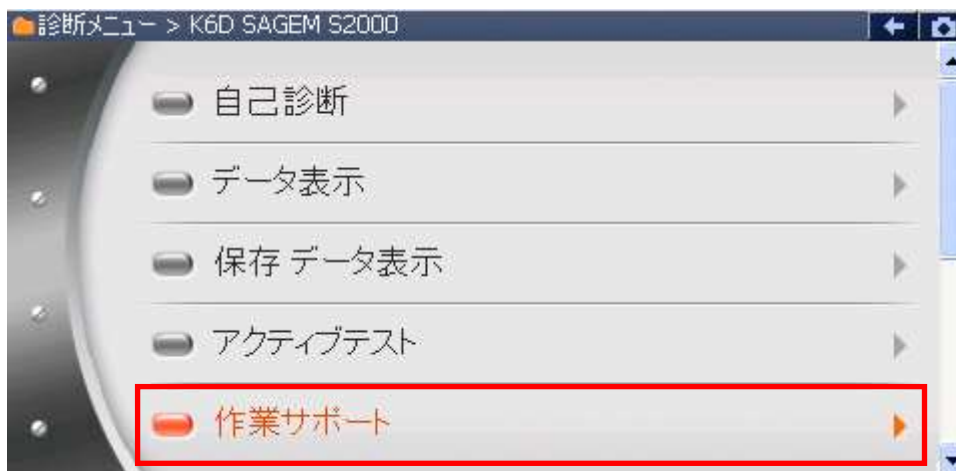 診断メニュー > K6D SAGEM S2000
自己診断
データ表示
保存 データ表示
アクティブテスト
作業サポート